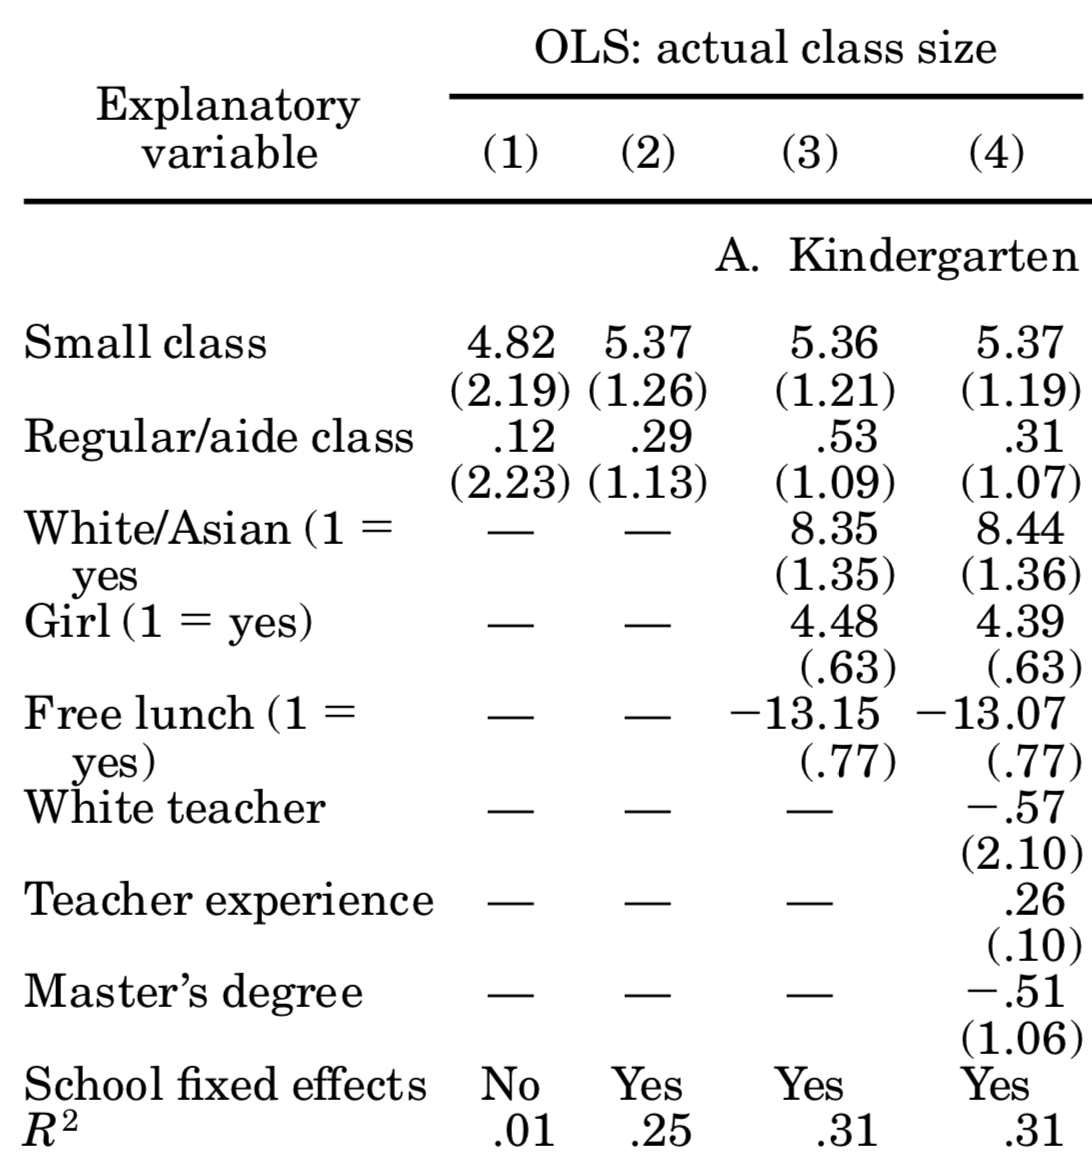 OLS: actual class size
Explanatory
variable (1) (2) (3) (4)
A. Kindergarten
Small class 4.82 5.37 5.36 5.37
(2.19) (1.26) (1.21) (1.19)
Regular/aide class .12 .29 .53 .31
(2.23) (1.13) (1.09) (1.07)
White/Asian (1 = — — 8.35 8.44
yes (1.35) (1.36)
Girl (1 = yes) — — 4.48 4.39
(.63) (.63)
Free lunch (1 = — — −13.15 −13.07
yes) (.77) (.77)
White teacher — — — −.57
(2.10)
Teacher experience — — — .26
(.10)
Master's degree — — — −.51
(1.06)
School fixed effects No Yes Yes Yes
R² .01 .25 .31 .31